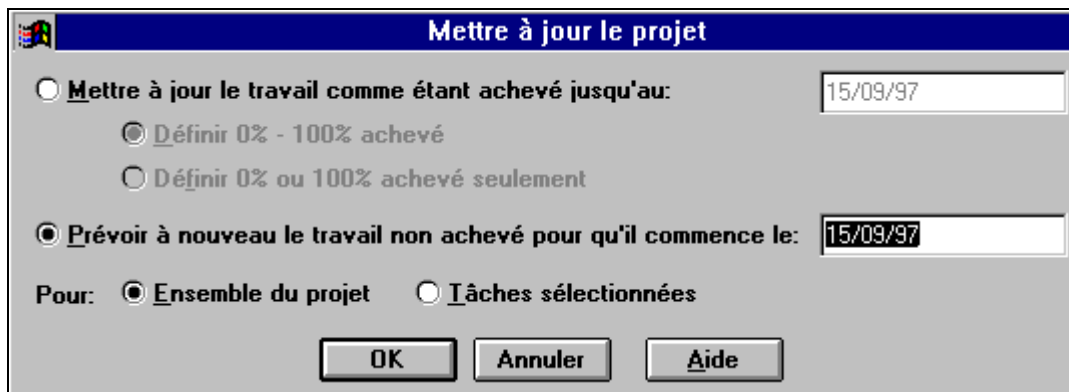 Mettre à jour le projet
Mettre à jour le travail comme étant achevé jusqu'au: 15/09/97
Définir 0% - 100% achevé
Définir 0% ou 100% achevé seulement
Prévoir à nouveau le travail non achevé pour qu'il commence le: 15/09/97
Pour: Ensemble du projet Tâches sélectionnées
OK Annuler Aide